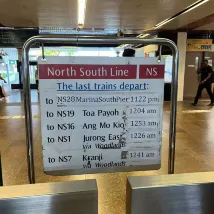 North South Line NS
The last trains depart:
to NS28 Marina South Pier 1122 pm
to NS19 Toa Payoh 1204 am
to NS16 Ang Mo Kio 1253 am
to NS1 Jurong East 1226 am
via Woodlands
to NS7 Kranji 1241 am
via Woodlands